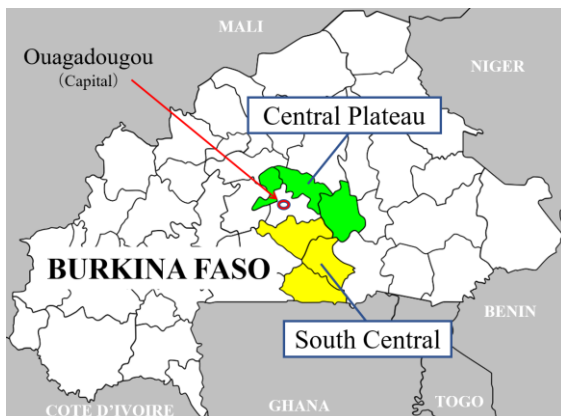 MALI
Ouagadougou
(Capital)
NIGER
Central Plateau
BURKINA FASO
BENIN
South Central
COTE D'IVOIRE
GHANA
TOGO